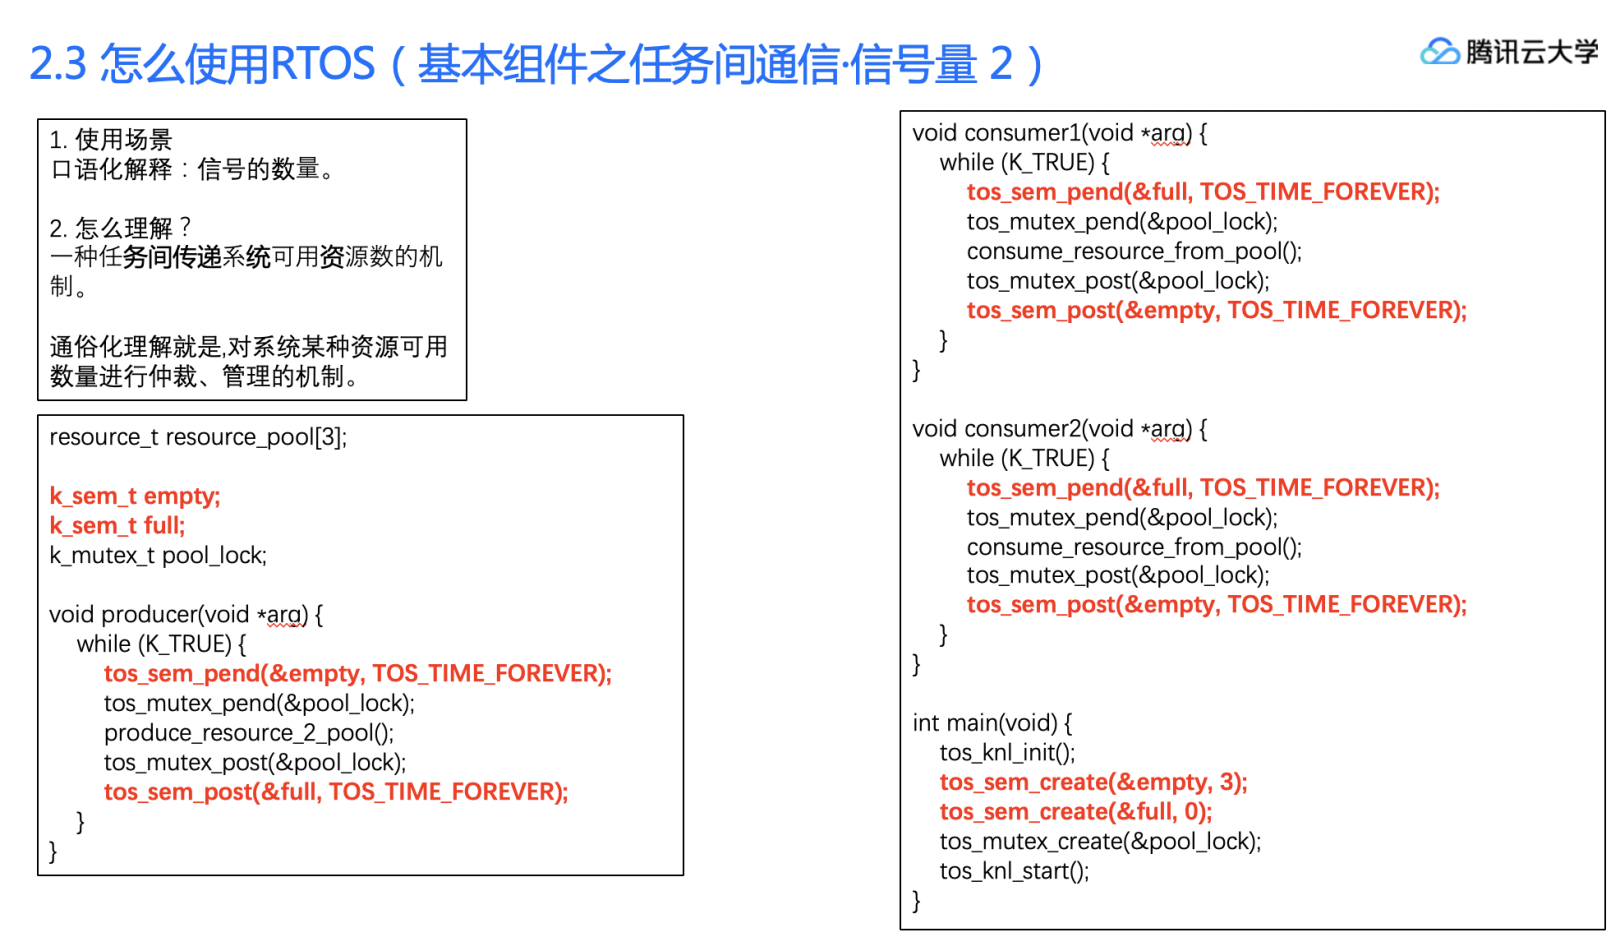 2.3 怎么使用RTOS（基本组件之任务间通信·信号量 2）
腾讯云大学
1. 使用场景
口语化解释：信号的数量。
2. 怎么理解？
一种任务间传递系统可用资源数的机
制。
通俗化理解就是,对系统某种资源可用
数量进行仲裁、管理的机制。
resource_t resource_pool[3];
k_sem_t empty;
k_sem_t full;
k_mutex_t pool_lock;
void producer(void *arg) {
while (K_TRUE) {
tos_sem_pend(&empty, TOS_TIME_FOREVER);
tos_mutex_pend(&pool_lock);
produce_resource_2_pool();
tos_mutex_post(&pool_lock);
tos_sem_post(&full, TOS_TIME_FOREVER);
}
}
void consumer1(void *arg) {
while (K_TRUE) {
tos_sem_pend(&full, TOS_TIME_FOREVER);
tos_mutex_pend(&pool_lock);
consume_resource_from_pool();
tos_mutex_post(&pool_lock);
tos_sem_post(&empty, TOS_TIME_FOREVER);
}
}
void consumer2(void *arg) {
while (K_TRUE) {
tos_sem_pend(&full, TOS_TIME_FOREVER);
tos_mutex_pend(&pool_lock);
consume_resource_from_pool();
tos_mutex_post(&pool_lock);
tos_sem_post(&empty, TOS_TIME_FOREVER);
}
}
int main(void) {
tos_knl_init();
tos_sem_create(&empty, 3);
tos_sem_create(&full, 0);
tos_mutex_create(&pool_lock);
tos_knl_start();
}